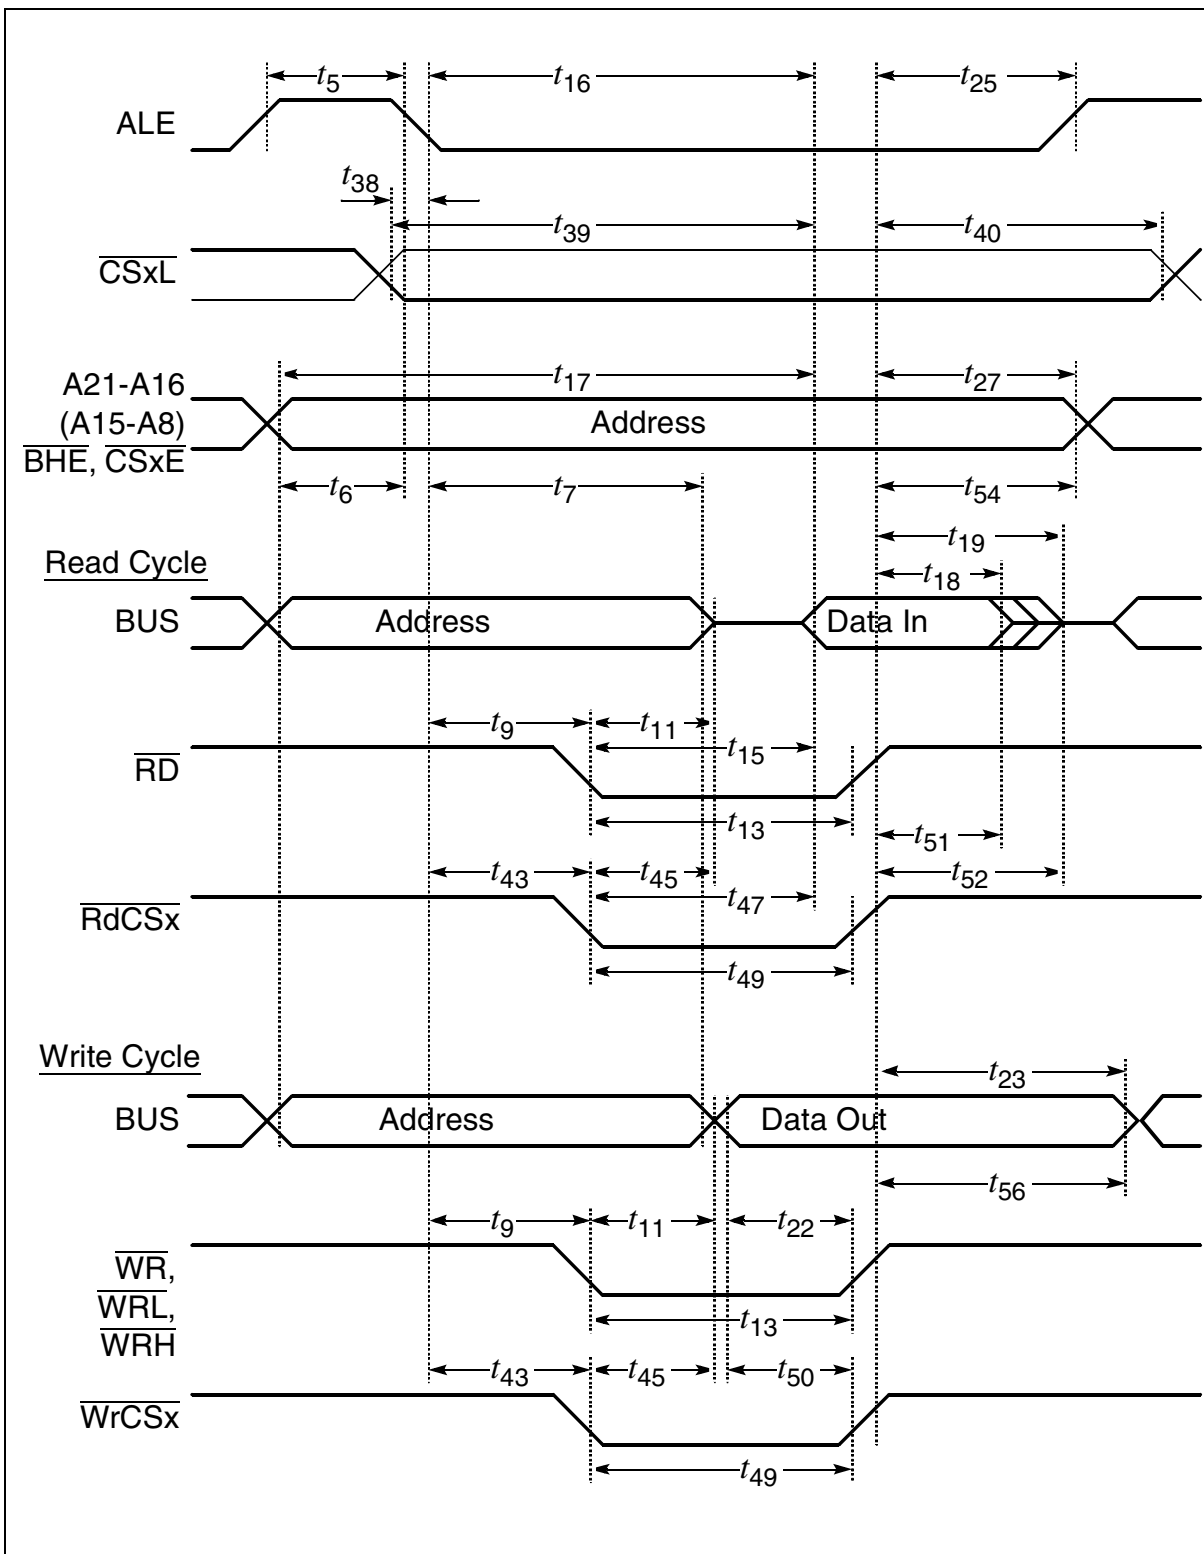 t5 t16 t25
ALE
t38
t39 t40
CSxL
t17 t27
A21-A16
(A15-A8) Address
BHE, CSxE
t6 t7 t54
t19
Read Cycle
t18
BUS Address Data In
t9 t11
t15
RD
t13
t51
t43 t45 t52
t47
RdCSx
t49
Write Cycle
t23
BUS Address Data Out
t56
t9 t11 t22
WR,
WRL,
t13
WRH
t43 t45 t50
WrCSx
t49